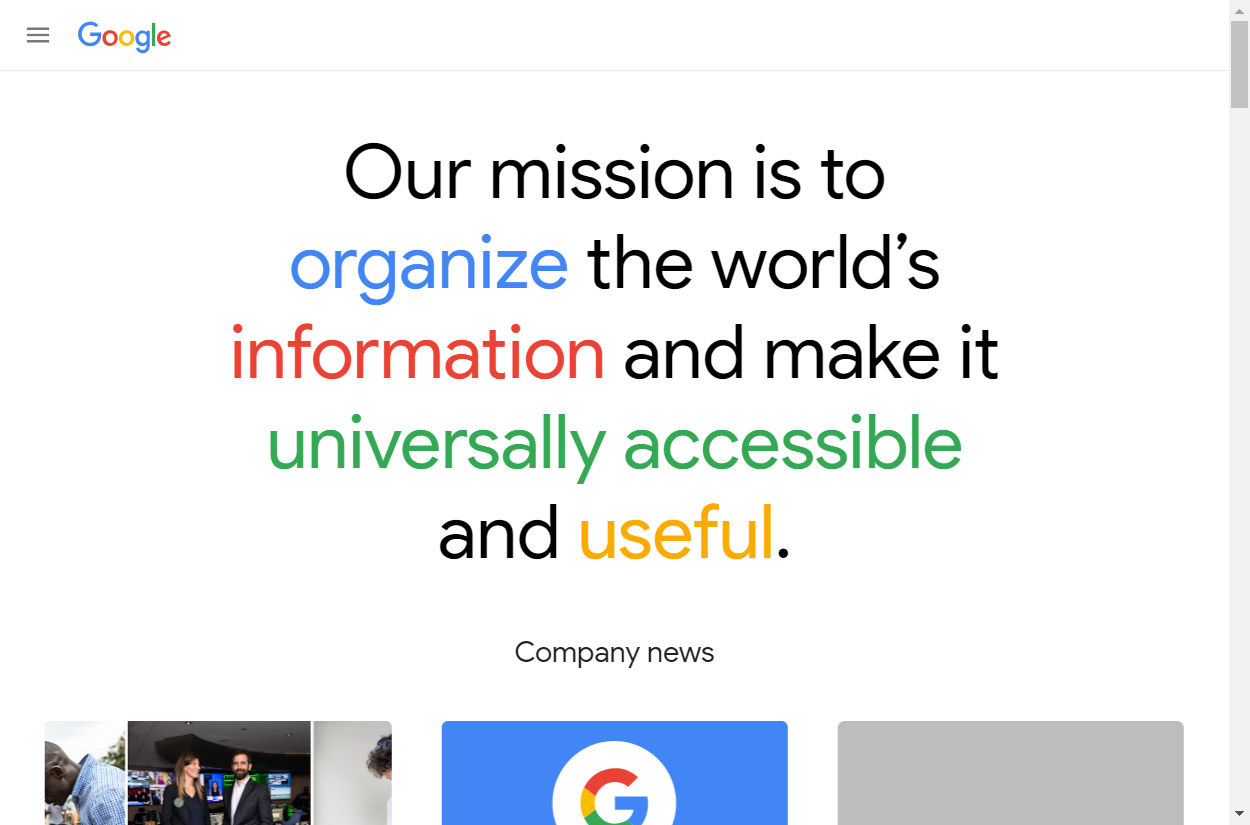 Google
Our mission is to
organize the world’s
information and make it
universally accessible
and useful.
Company news